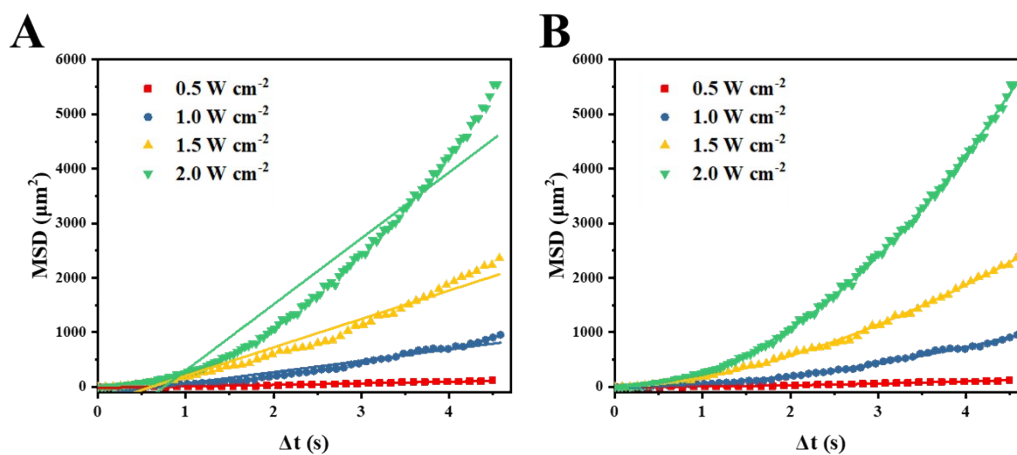 A
MSD (μm²)
6000
5000
4000
3000
2000
1000
0
0.5 W cm⁻²
1.0 W cm⁻²
1.5 W cm⁻²
2.0 W cm⁻²
0 1 2 3 4
Δt (s)
B
MSD (μm²)
6000
5000
4000
3000
2000
1000
0
0.5 W cm⁻²
1.0 W cm⁻²
1.5 W cm⁻²
2.0 W cm⁻²
0 1 2 3 4
Δt (s)